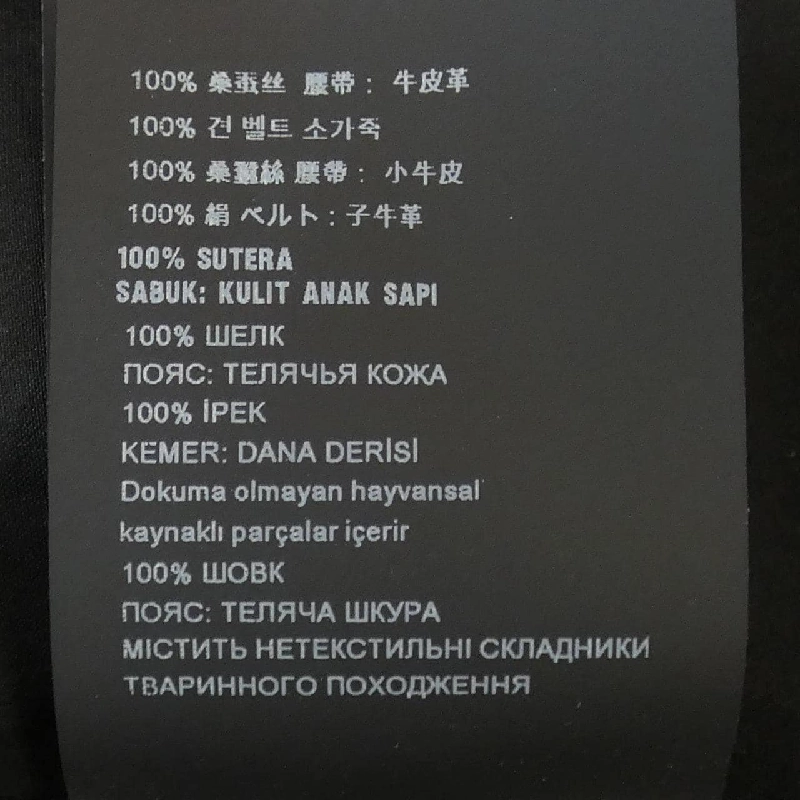 100% 桑蚕丝 腰带： 牛皮革
100% 견 벨트 소가죽
100% 桑蠶絲 腰帶： 小牛皮
100% 絹 ベルト：子牛革
100% SUTERA
SABUK: KULIT ANAK SAPI
100% ШЕЛК
ПОЯС: ТЕЛЯЧЬЯ КОЖА
100% İPEK
KEMER: DANA DERİSİ
Dokuma olmayan hayvansal
kaynaklı parçalar içerir
100% ШОВК
ПОЯС: ТЕЛЯЧА ШКУРА
МІСТИТЬ НЕТЕКСТИЛЬНІ СКЛАДНИКИ
ТВАРИННОГО ПОХОДЖЕННЯ